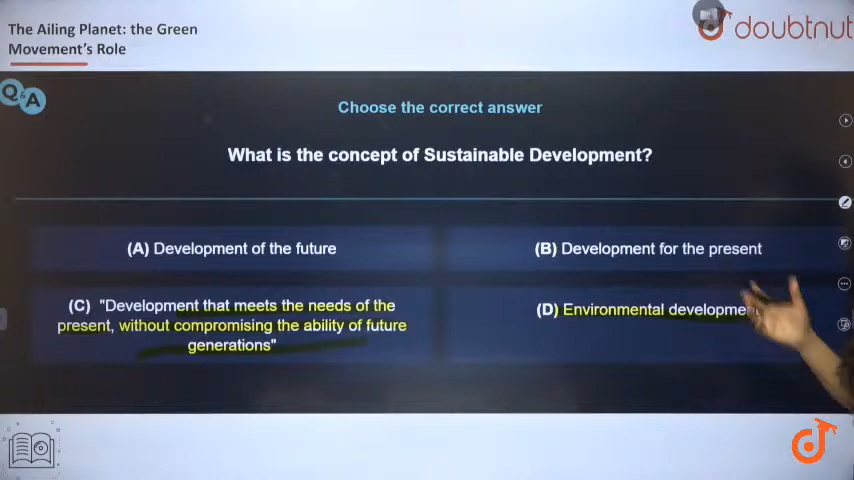 The Ailing Planet: the Green
Movement's Role
doubtnut
Q&A
Choose the correct answer
What is the concept of Sustainable Development?
(A) Development of the future
(B) Development for the present
(C) "Development that meets the needs of the
present, without compromising the ability of future
generations"
(D) Environmental development